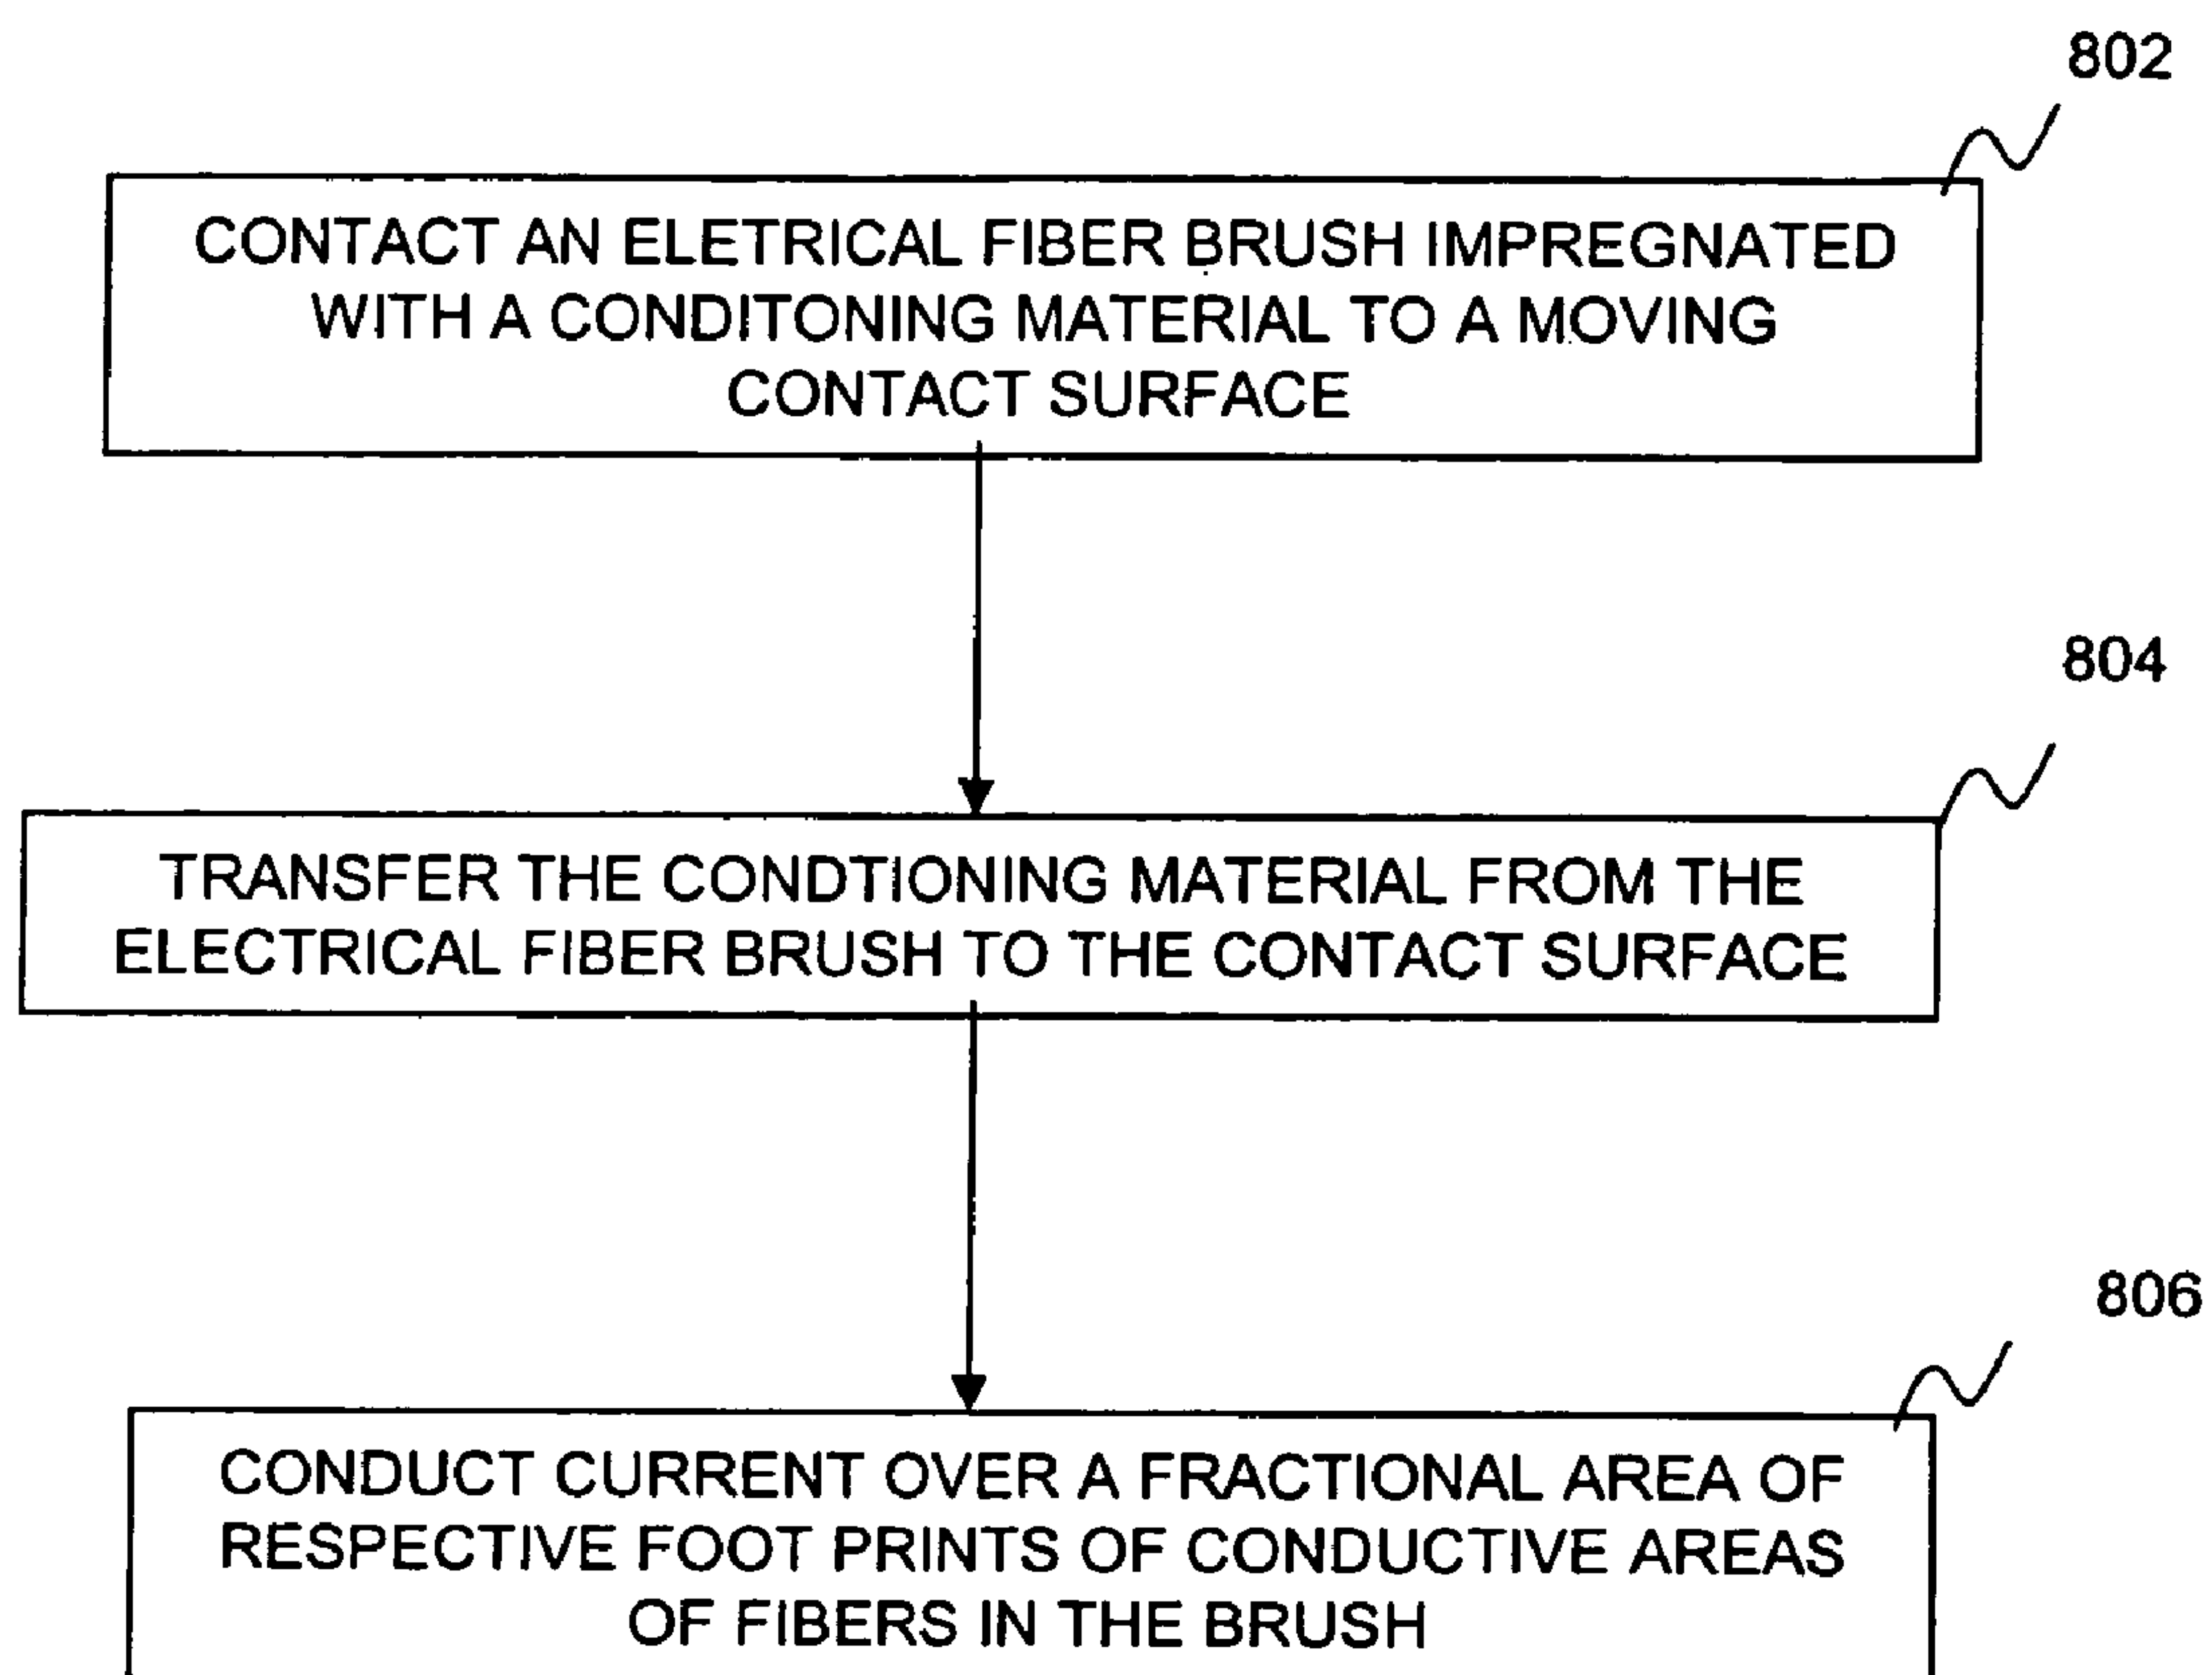 802
CONTACT AN ELETRICAL FIBER BRUSH IMPREGNATED
WITH A CONDITONING MATERIAL TO A MOVING
CONTACT SURFACE
804
TRANSFER THE CONDTIONING MATERIAL FROM THE
ELECTRICAL FIBER BRUSH TO THE CONTACT SURFACE
806
CONDUCT CURRENT OVER A FRACTIONAL AREA OF
RESPECTIVE FOOT PRINTS OF CONDUCTIVE AREAS
OF FIBERS IN THE BRUSH